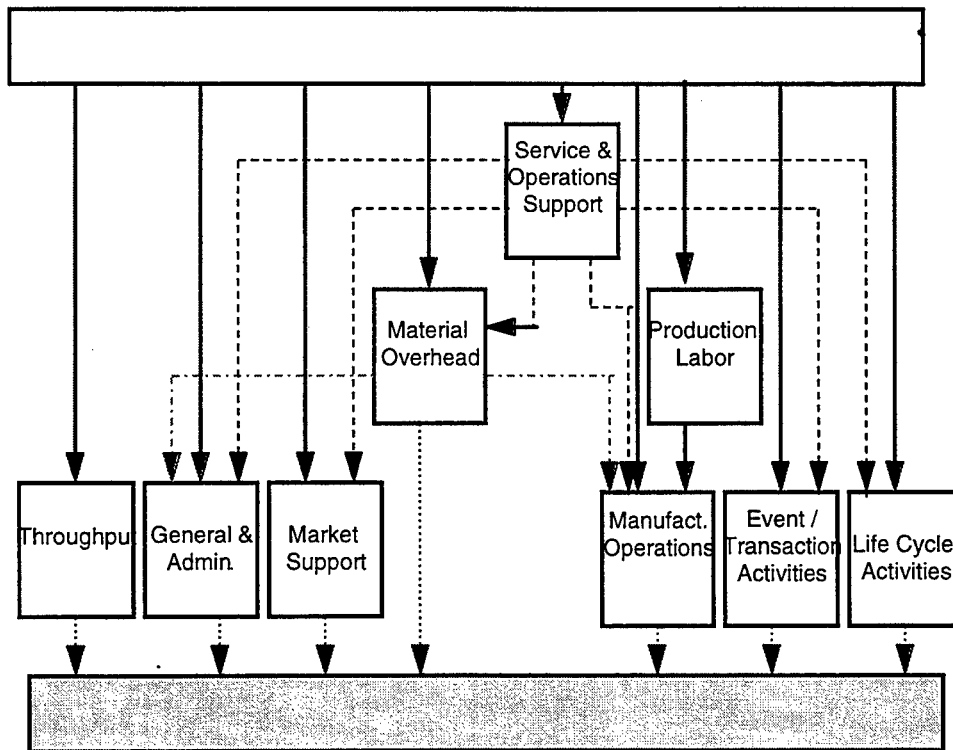 Service &
Operations
Support
Material
Overhead
Production
Labor
Throughput
General &
Admin.
Market
Support
Manufact.
Operations
Event /
Transaction
Activities
Life Cycle
Activities